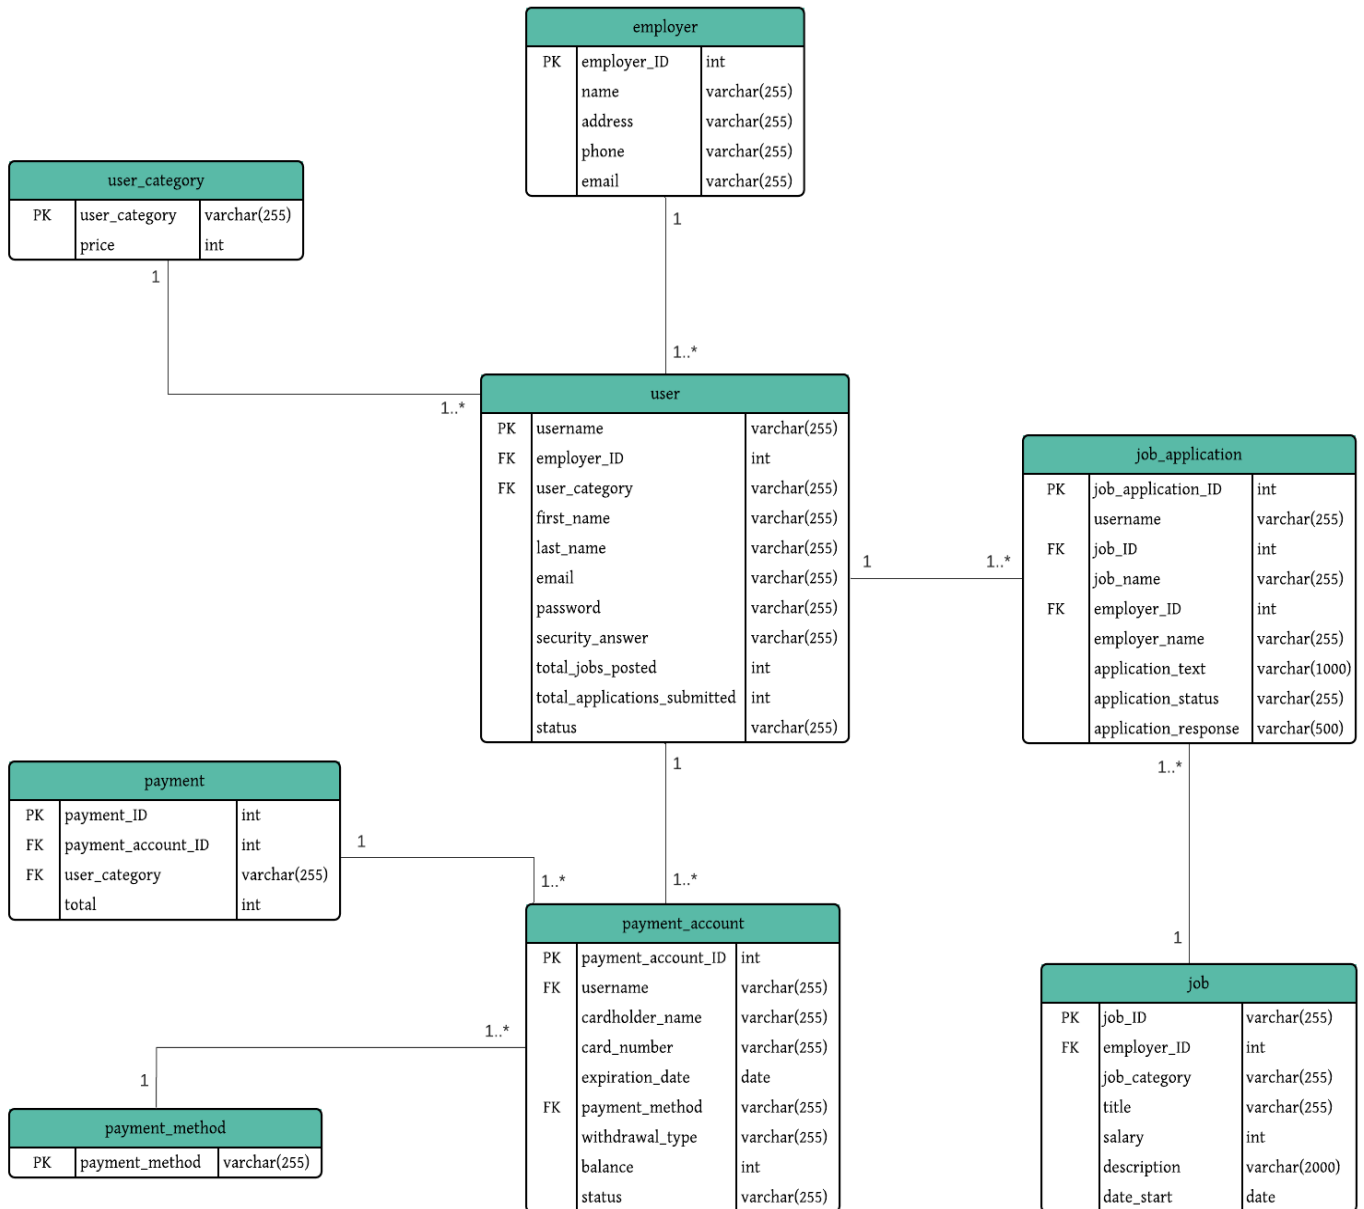 employer
PK employer_ID int
name varchar(255)
address varchar(255)
phone varchar(255)
email varchar(255)
user_category
PK user_category varchar(255)
price int
1
1
1..*
1..*
user
PK username varchar(255)
FK employer_ID int
FK user_category varchar(255)
first_name varchar(255)
last_name varchar(255)
email varchar(255)
password varchar(255)
security_answer varchar(255)
total_jobs_posted int
total_applications_submitted int
status varchar(255)
1
1..*
job_application
PK job_application_ID int
username varchar(255)
FK job_ID int
job_name varchar(255)
FK employer_ID int
employer_name varchar(255)
application_text varchar(1000)
application_status varchar(255)
application_response varchar(500)
1
1..*
1..*
1
payment
PK payment_ID int
FK payment_account_ID int
FK user_category varchar(255)
total int
1
1..*
payment_account
PK payment_account_ID int
FK username varchar(255)
cardholder_name varchar(255)
card_number varchar(255)
expiration_date date
FK payment_method varchar(255)
withdrawal_type varchar(255)
balance int
status varchar(255)
1..*
1
payment_method
PK payment_method varchar(255)
job
PK job_ID varchar(255)
FK employer_ID int
job_category varchar(255)
title varchar(255)
salary int
description varchar(2000)
date_start date